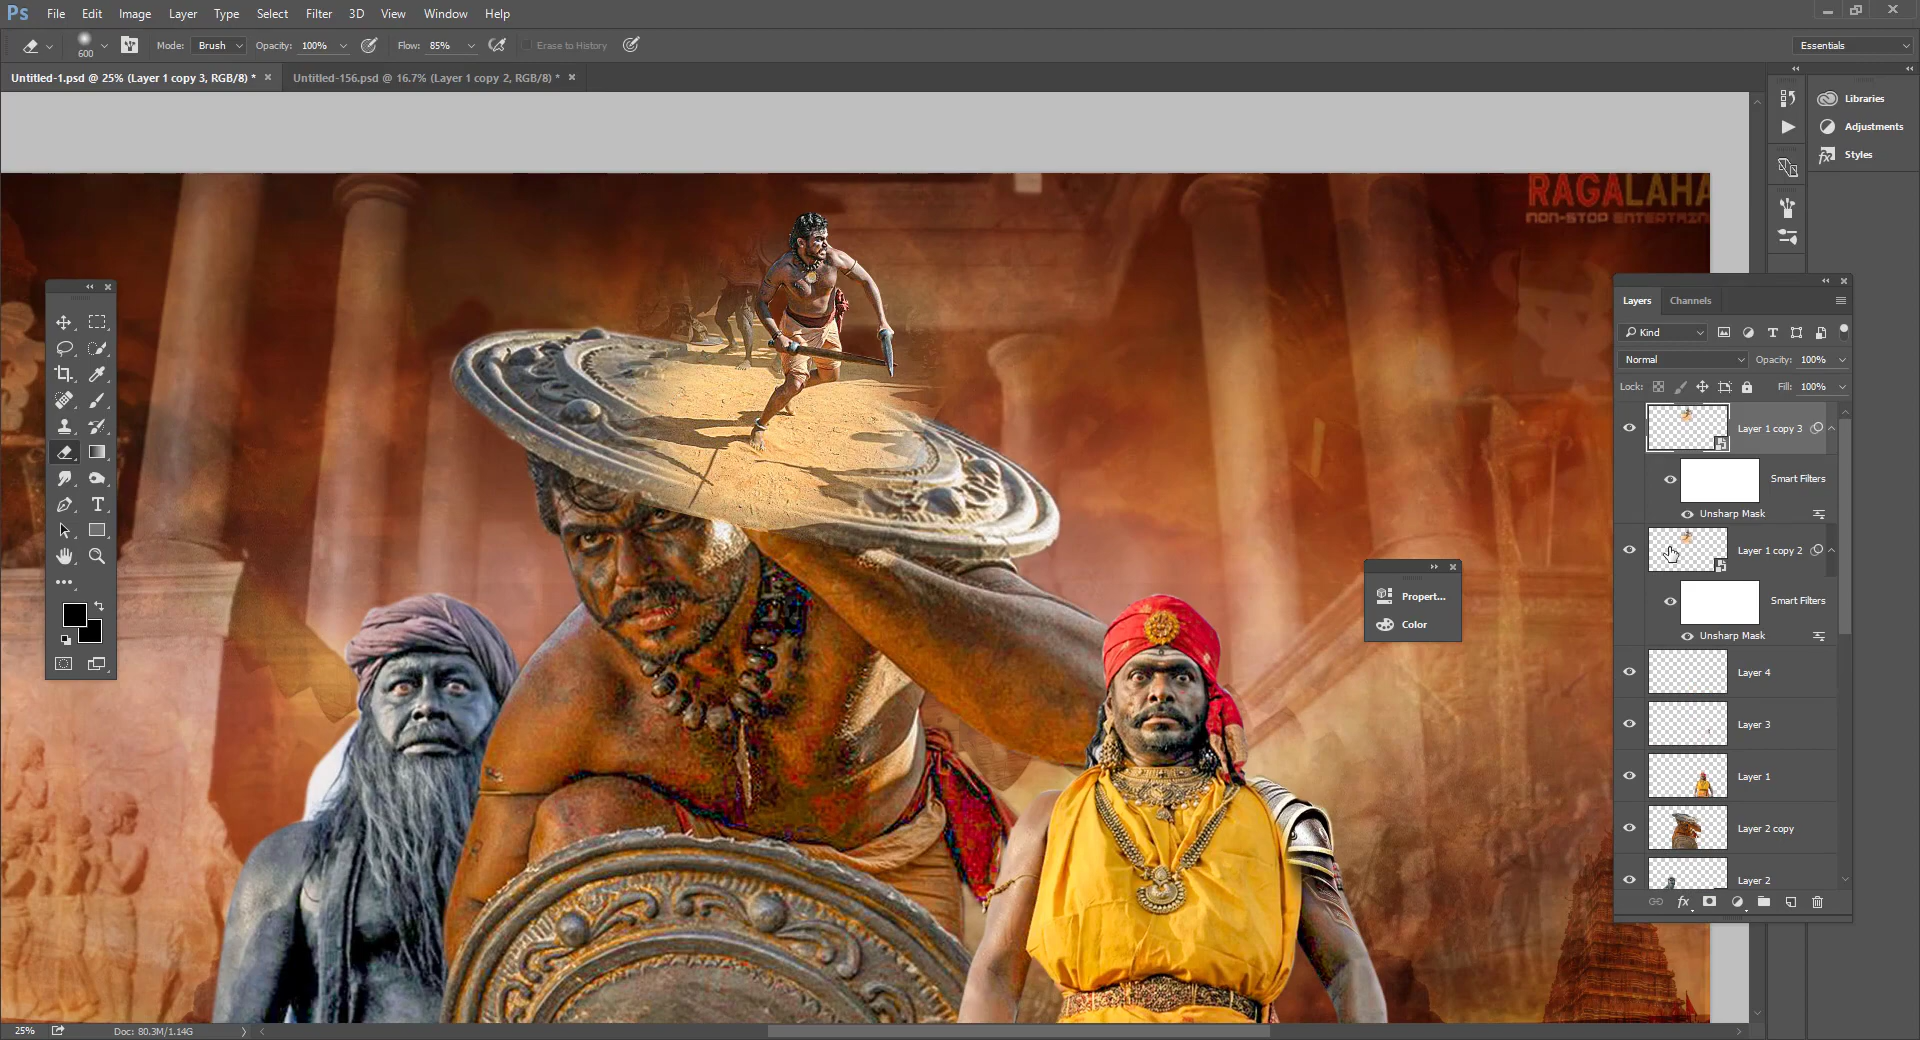 Ps File Edit Image Layer Type Select Filter 3D View Window Help
600 Mode: Brush Opacity: 100% Flow: 85% Erase to History Essentials
Untitled-1.psd @ 25% (Layer 1 copy 3, RGB/8) * × Untitled-156.psd @ 16.7% (Layer 1 copy 2, RGB/8) * ×
Libraries
Adjustments
Styles
RAGALAHA
NON-STOP ENTERTAIN
Layers Channels
Kind
Normal Opacity: 100%
Lock: Fill: 100%
Layer 1 copy 3
Smart Filters
Unsharp Mask
Layer 1 copy 2
Smart Filters
Unsharp Mask
Layer 4
Layer 3
Layer 1
Layer 2 copy
Layer 2
fx
Propert...
Color
25% Doc: 80.3M/1.14G